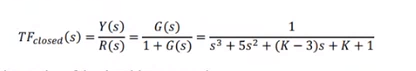 TF_closed(s) = Y(s)/R(s) = G(s)/(1 + G(s)) = 1/(s³ + 5s² + (K − 3)s + K + 1)